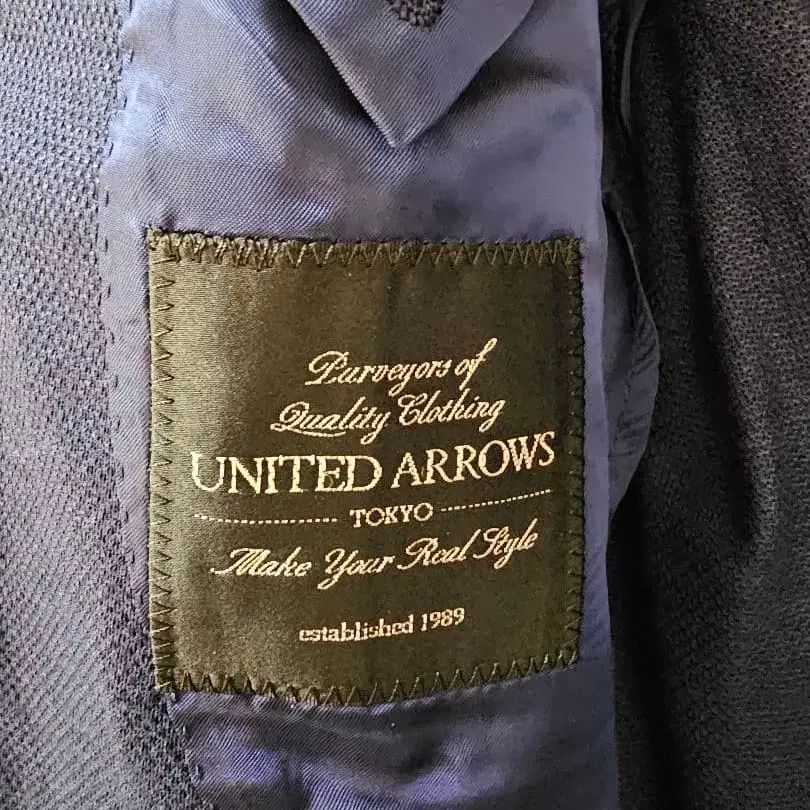 Purveyors of
Quality Clothing
UNITED ARROWS
TOKYO
Make Your Real Style
established 1989